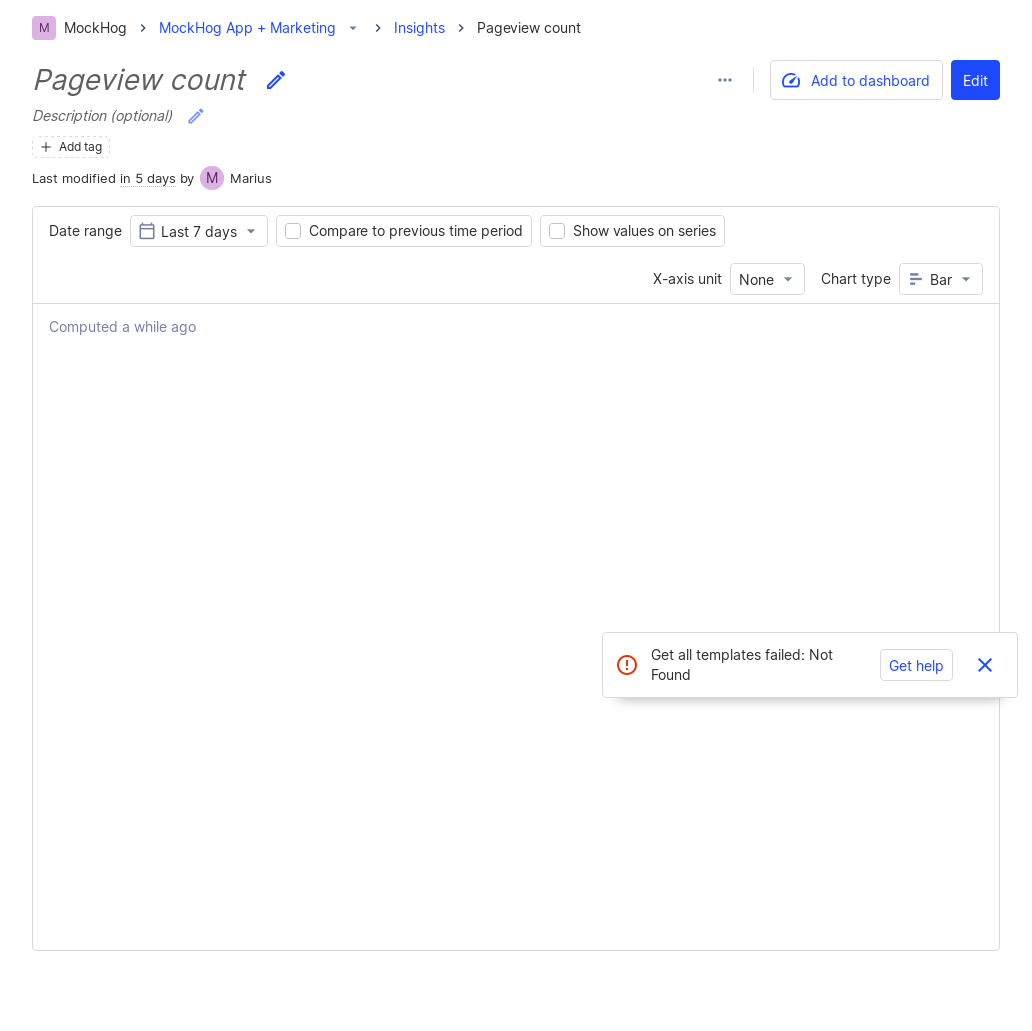 M MockHog MockHog App + Marketing Insights Pageview count
Pageview count
Add to dashboard Edit
Description (optional)
Add tag
Last modified in 5 days by M Marius
Date range Last 7 days Compare to previous time period Show values on series
X-axis unit None Chart type Bar
Computed a while ago
Get all templates failed: Not
Found
Get help